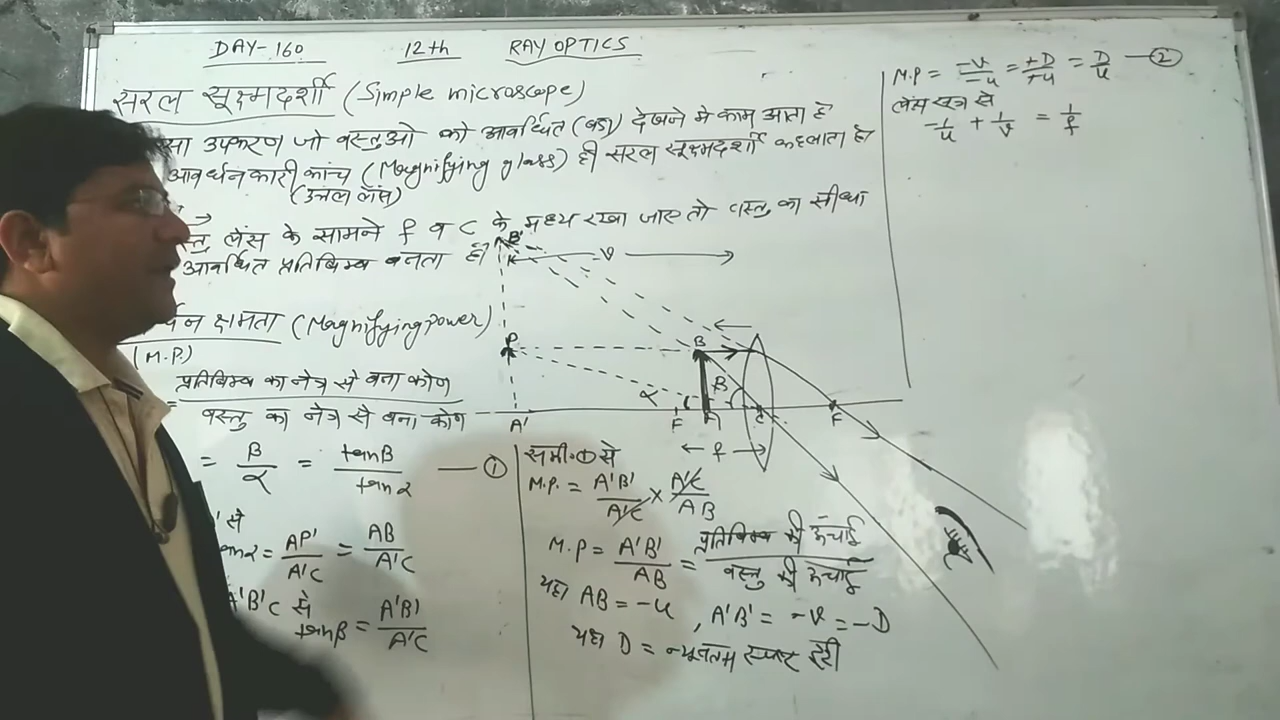 DAY-160 12th RAY OPTICS
सरल सूक्ष्मदर्शी (Simple microscope)
सा उपकरण जो वस्तुओ को आवर्धित (बडा) देखने मे काम आता है
आवर्धनकारी कांच (Magnifying glass) ही सरल सूक्ष्मदर्शी कहलाता है
(उत्तल लेंस)
लेंस के सामने f व C के मध्य रखा जाए तो वस्तु का सीधा
आवर्धित प्रतिबिम्ब बनता है
र्धन क्षमता (Magnifying power)
(M.P.)
= प्रतिबिम्ब का नेत्र से बना कोण
वस्तु का नेत्र से बना कोण
= β/α = tanβ/tanα — ①
' से
tanα = AP'/A'C = AB/A'C
A'B'C से
tanβ = A'B'/A'C
B'
v
P
B
β
α
A'
F
C
F
← f →
समी. ① से
M.P. = A'B'/A'C × A'C/AB
M.P = A'B'/AB = प्रतिबिम्ब की ऊंचाई/वस्तु की ऊंचाई
यहा AB = -u , A'B' = -v = -D
यहा D = न्यूनतम स्पष्ट दूरी
M.P = -v/-u = +D/+u = D/u — ②
लेंस सूत्र से
-1/u + 1/v = 1/f